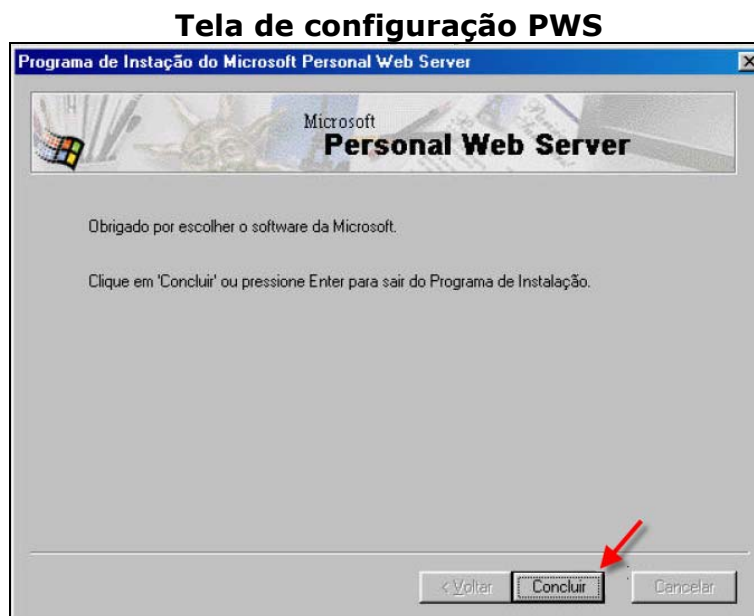 Tela de configuração PWS
Programa de Instação do Microsoft Personal Web Server
Microsoft
Personal Web Server
Obrigado por escolher o software da Microsoft.
Clique em 'Concluir' ou pressione Enter para sair do Programa de Instalação.
< Voltar
Concluir
Cancelar